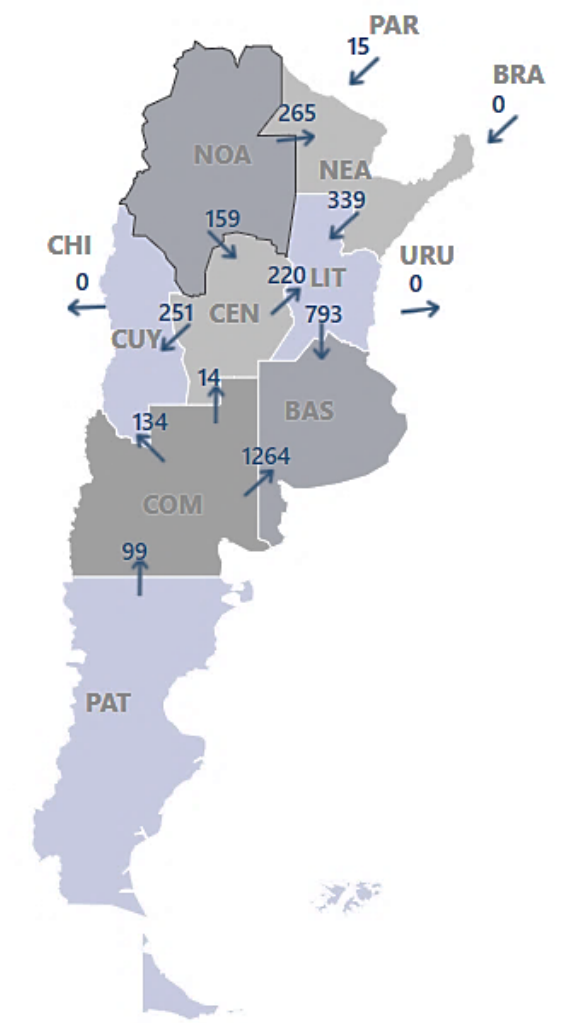 PAR
15
BRA
0
265
NOA
NEA
339
159
CHI
0
URU
0
220
LIT
251
CEN
793
CUY
14
BAS
134
1264
COM
99
PAT